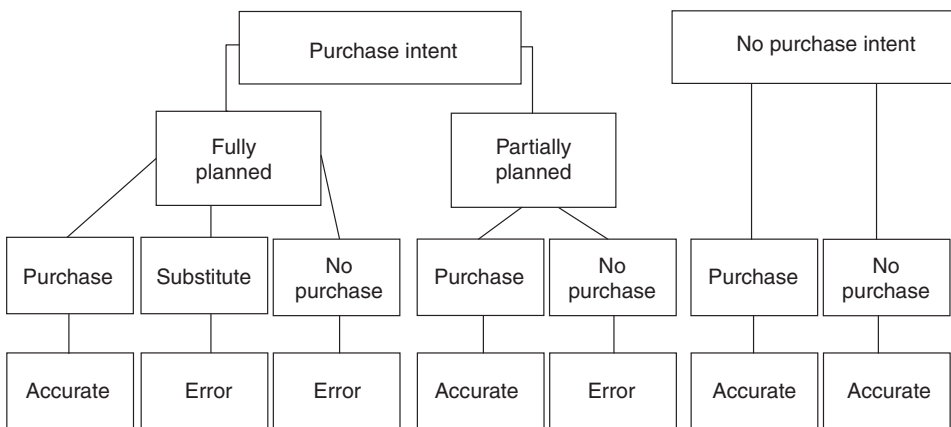 Purchase intent
No purchase intent
Fully
planned
Partially
planned
Purchase
Substitute
No
purchase
Purchase
No
purchase
Purchase
No
purchase
Accurate
Error
Error
Accurate
Error
Accurate
Accurate